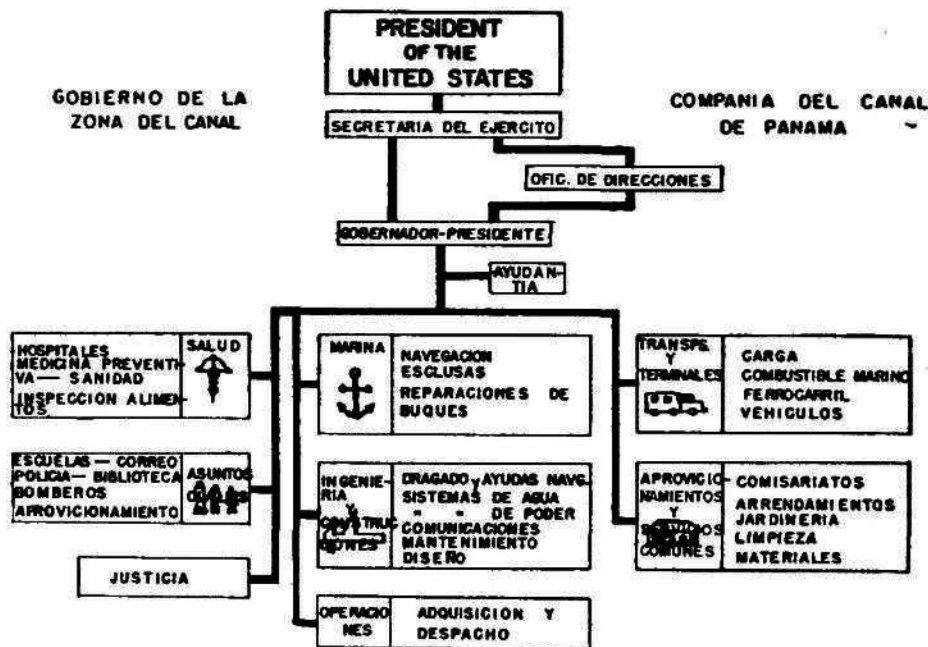 PRESIDENT
OF THE
UNITED STATES
GOBIERNO DE LA
ZONA DEL CANAL
COMPANIA DEL CANAL
DE PANAMA
SECRETARIA DEL EJERCITO
OFIC. DE DIRECCIONES
GOBERNADOR-PRESIDENTE
AYUDAN-
TIA
HOSPITALES
MEDICINA PREVENTI-
VA — SANIDAD
INSPECCION ALIMEN-
TOS.
SALUD
MARINA
NAVEGACION
ESCLUSAS
REPARACIONES DE
BUQUES
TRANSPS.
Y
TERMINALES
CARGA
COMBUSTIBLE MARINO
FERROCARRIL
VEHICULOS
ESCUELAS — CORREO
POLICIA — BIBLIOTECA
BOMBEROS
APROVICIONAMIENTO
ASUNTOS
INGENIE-
RIA
Y
DRAGADO Y AYUDAS NAVG.
SISTEMAS DE AGUA
" " DE PODER
COMUNICACIONES
MANTENIMIENTO
DISEÑO
APROVICIO-
NAMIENTOS
Y
COMUNES
COMISARIATOS
ARRENDAMIENTOS
JARDINERIA
LIMPIEZA
MATERIALES
JUSTICIA
OPERACIO
NES
ADQUISICION Y
DESPACHO